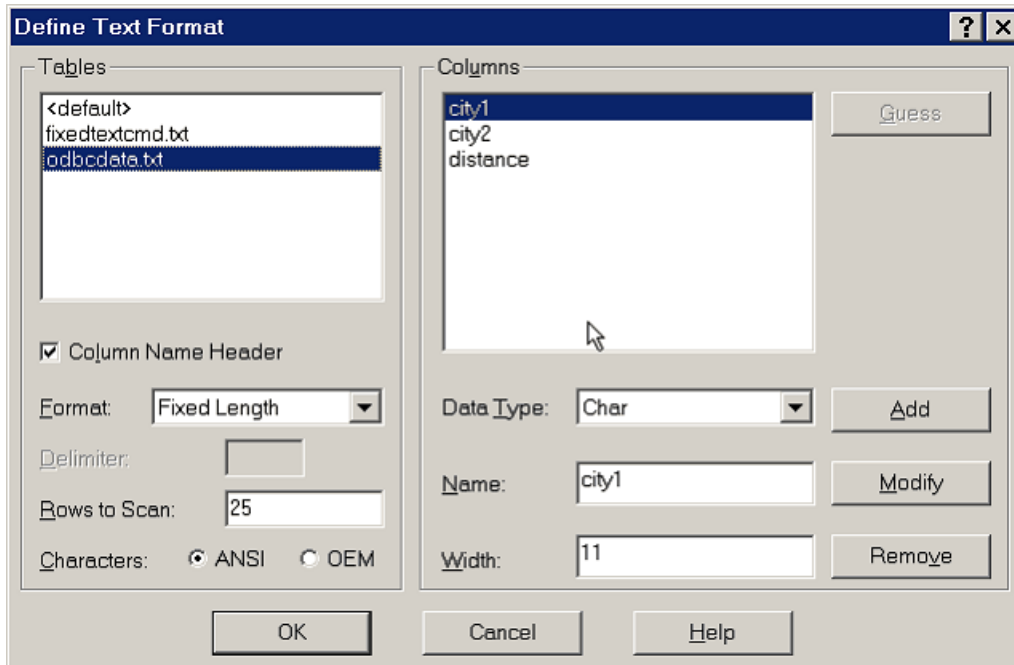 Define Text Format
Tables
<default>
fixedtextcmd.txt
odbcdata.txt
Column Name Header
Format: Fixed Length
Delimiter:
Rows to Scan: 25
Characters: ANSI OEM
Columns
city1
city2
distance
Guess
Data Type: Char
Add
Name: city1
Modify
Width: 11
Remove
OK Cancel Help